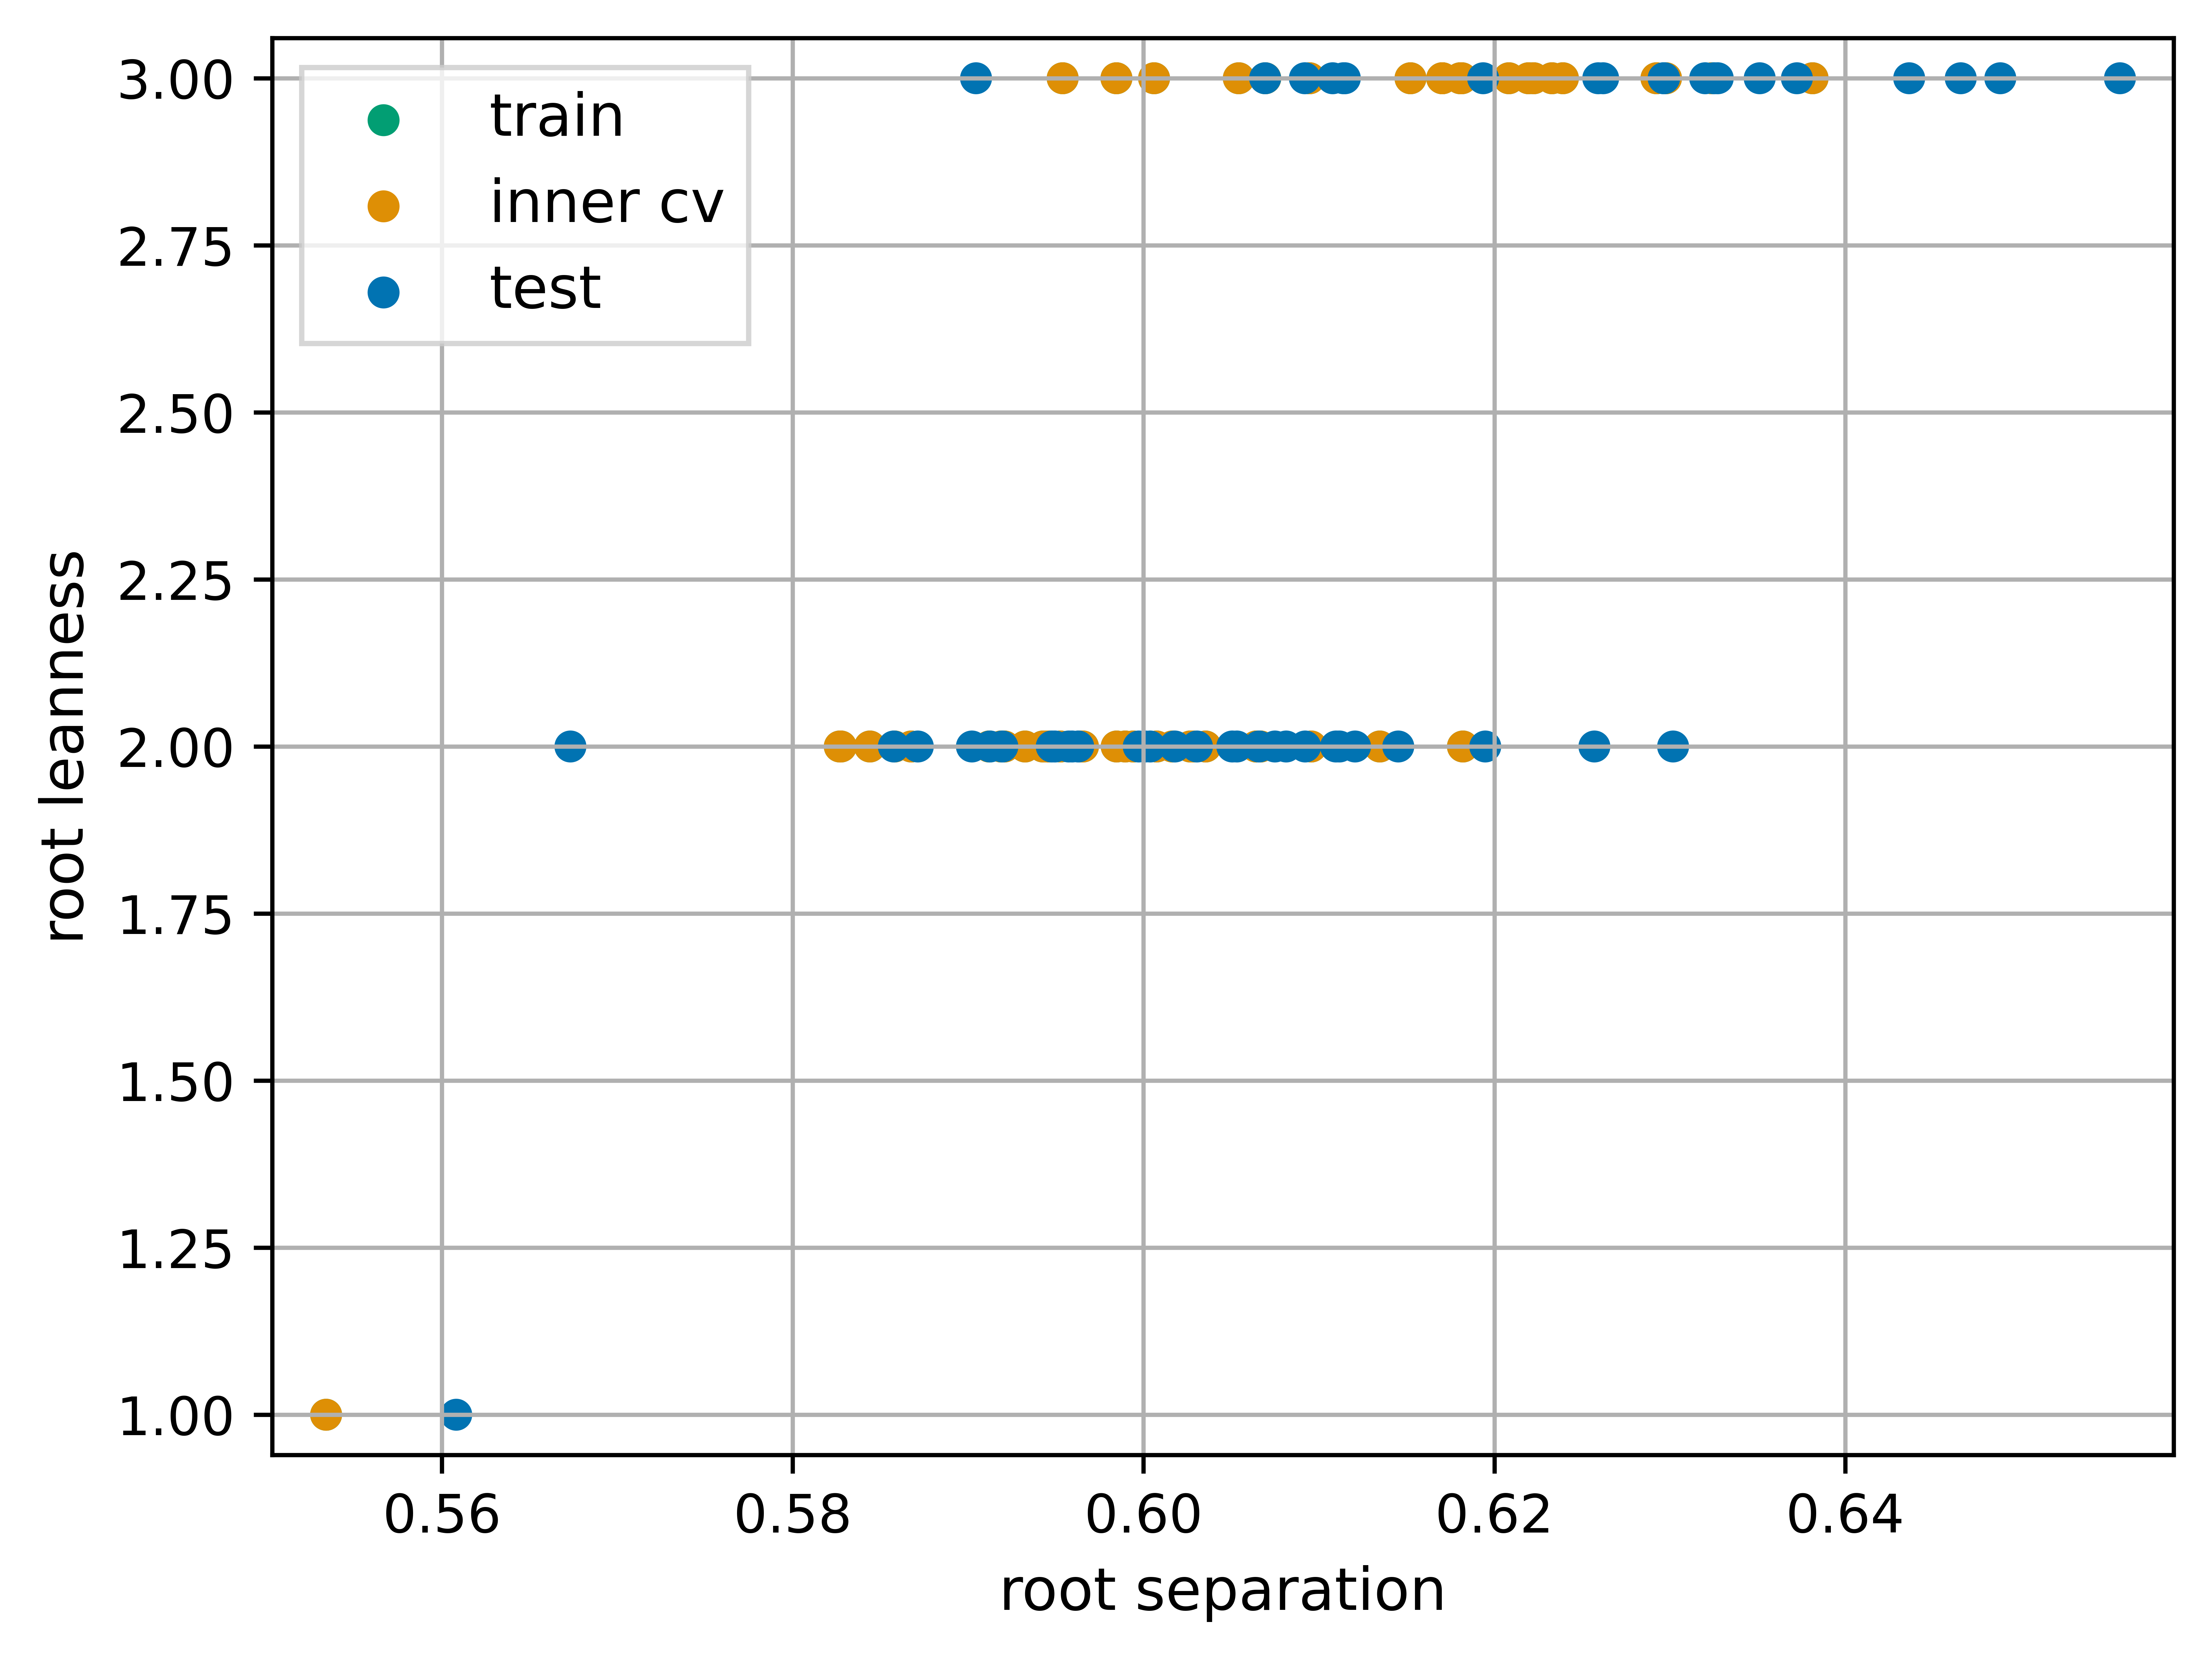 3.00
2.75
2.50
2.25
2.00
1.75
1.50
1.25
1.00
root leanness
train
inner cv
test
0.56 0.58 0.60 0.62 0.64
root separation